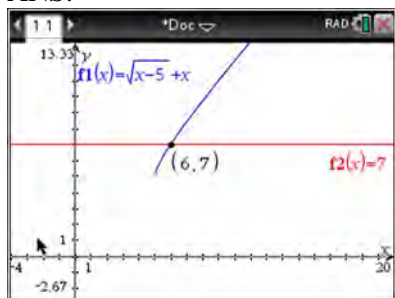 1.1 *Doc RAD
13.33 y
f1(x)=√x-5 +x
(6,7) f2(x)=7
1
x
-4 1 20
-2.67